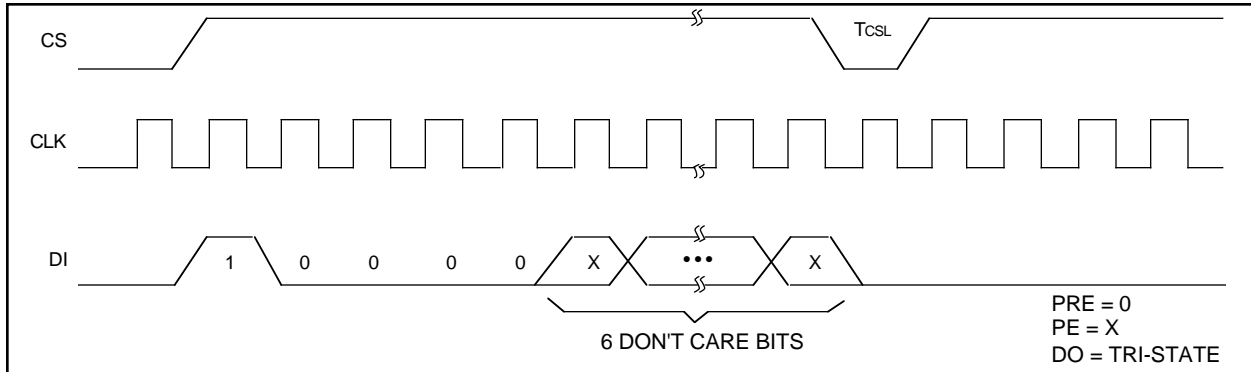 CS
TCSL
CLK
DI
1 0 0 0 0 X ••• X
6 DON'T CARE BITS
PRE = 0
PE = X
DO = TRI-STATE